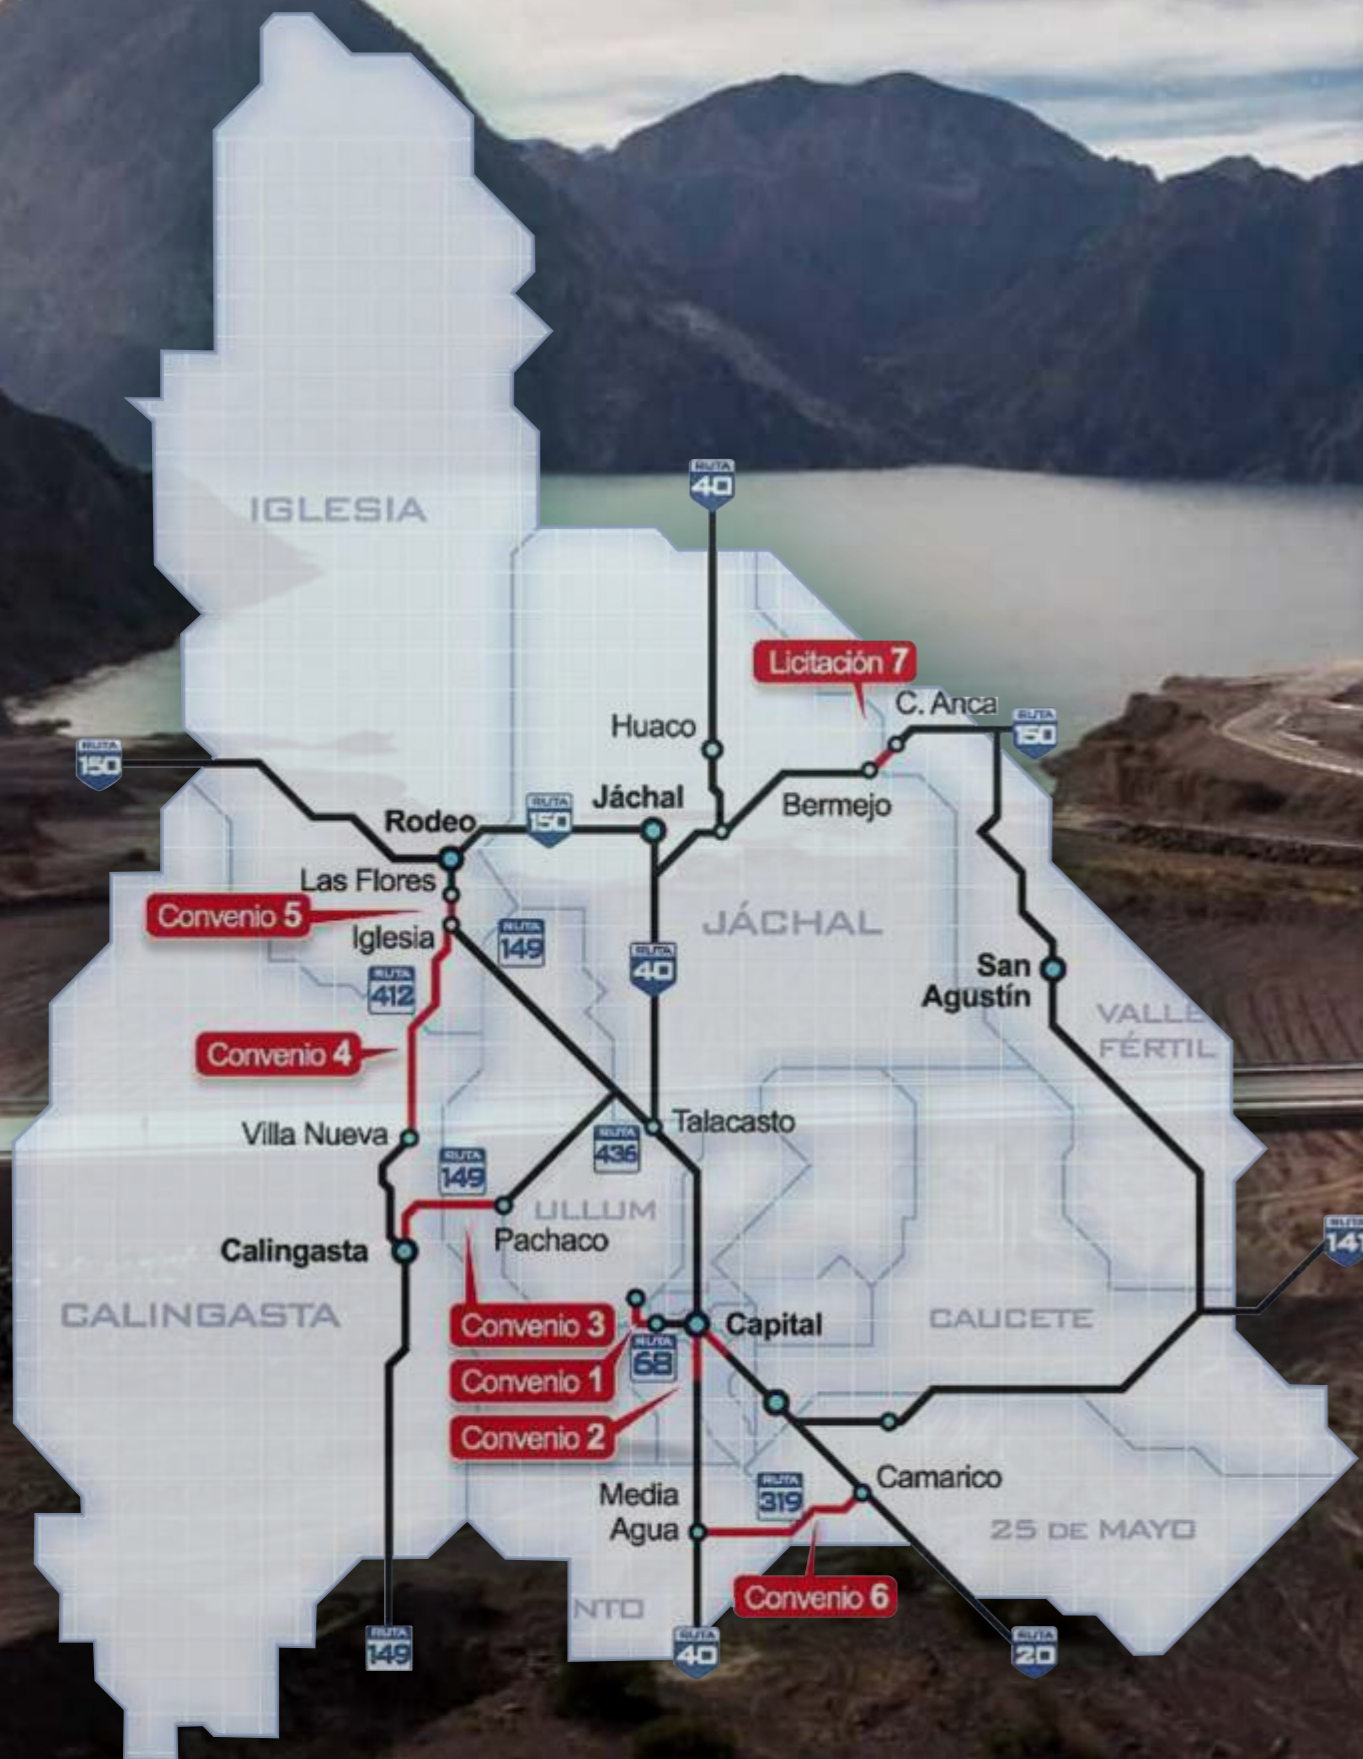 IGLESIA
RUTA
40
Licitación 7
C. Anca
Huaco
RUTA
150
RUTA
150
Jáchal
RUTA
150
Bermejo
Rodeo
Las Flores
Convenio 5
Iglesia
RUTA
149
JÁCHAL
RUTA
40
San
Agustín
RUTA
412
VALLE
FÉRTIL
Convenio 4
Talacasto
Villa Nueva
RUTA
436
RUTA
149
ULLUM
Pachaco
Calingasta
RUTA
141
CALINGASTA
Convenio 3
Capital
CAUCETE
RUTA
68
Convenio 1
Convenio 2
Camarico
RUTA
319
Media
Agua
25 DE MAYO
Convenio 6
NTO
RUTA
149
RUTA
40
RUTA
20